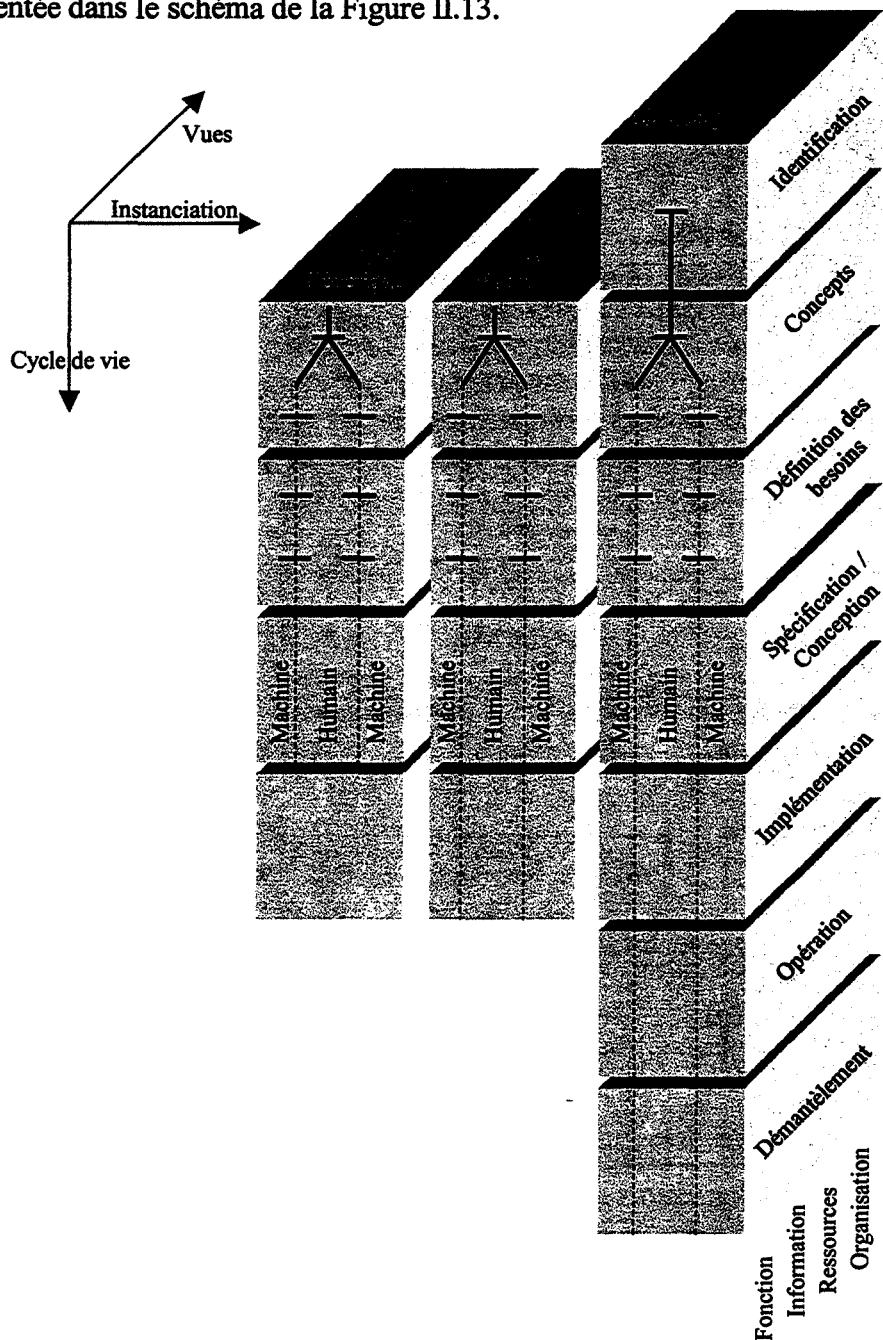 entée dans le schéma de la Figure II.13.
Vues
Instanciation
Cycle de vie
Identification
Concepts
Définition des
besoins
Spécification /
Conception
Implémentation
Opération
Démantèlement
Machine
Humain
Machine
Machine
Humain
Machine
Machine
Humain
Machine
Fonction
Information
Ressources
Organisation